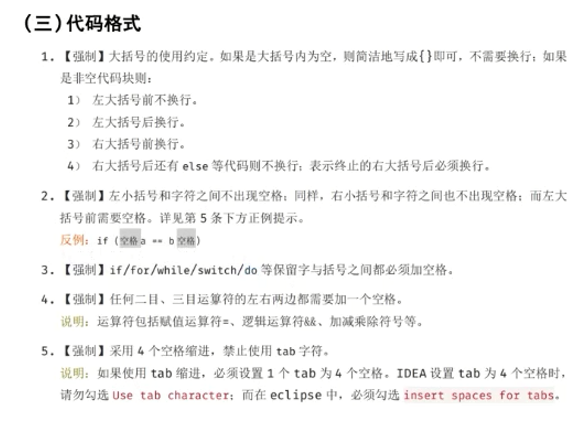 （三）代码格式
1. 【强制】大括号的使用约定。如果是大括号内为空，则简洁地写成{}即可，不需要换行；如果
是非空代码块则：
1） 左大括号前不换行。
2） 左大括号后换行。
3） 右大括号前换行。
4） 右大括号后还有 else 等代码则不换行；表示终止的右大括号后必须换行。
2. 【强制】左小括号和字符之间不出现空格；同样，右小括号和字符之间也不出现空格；而左大
括号前需要空格。详见第 5 条下方正例提示。
反例：if (空格 a == b 空格)
3. 【强制】if/for/while/switch/do 等保留字与括号之间都必须加空格。
4. 【强制】任何二目、三目运算符的左右两边都需要加一个空格。
说明：运算符包括赋值运算符=、逻辑运算符&&、加减乘除符号等。
5. 【强制】采用 4 个空格缩进，禁止使用 tab 字符。
说明：如果使用 tab 缩进，必须设置 1 个 tab 为 4 个空格。IDEA 设置 tab 为 4 个空格时，
请勿勾选 Use tab character；而在 eclipse 中，必须勾选 insert spaces for tabs。